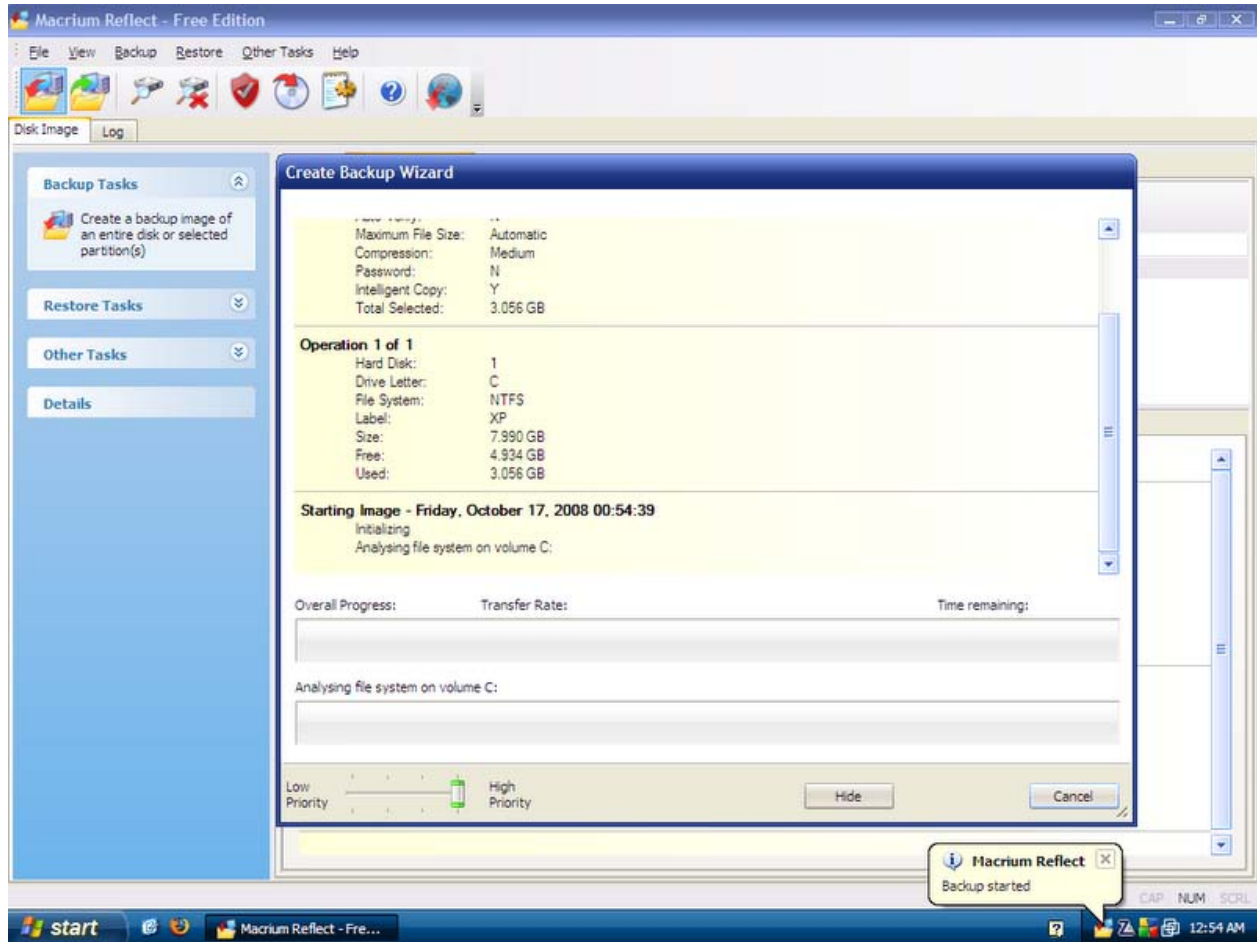 Macrium Reflect - Free Edition
File View Backup Restore Other Tasks Help
Disk Image Log
Backup Tasks
Create a backup image of
an entire disk or selected
partition(s)
Restore Tasks
Other Tasks
Details
Create Backup Wizard
Maximum File Size: Automatic
Compression: Medium
Password: N
Intelligent Copy: Y
Total Selected: 3.056 GB
Operation 1 of 1
Hard Disk: 1
Drive Letter: C
File System: NTFS
Label: XP
Size: 7.990 GB
Free: 4.934 GB
Used: 3.056 GB
Starting Image - Friday, October 17, 2008 00:54:39
Initializing
Analysing file system on volume C:
Overall Progress: Transfer Rate: Time remaining:
Analysing file system on volume C:
Low Priority High Priority Hide Cancel
Macrium Reflect
Backup started
CAP NUM SCRL
start Macrium Reflect - Fre... 12:54 AM